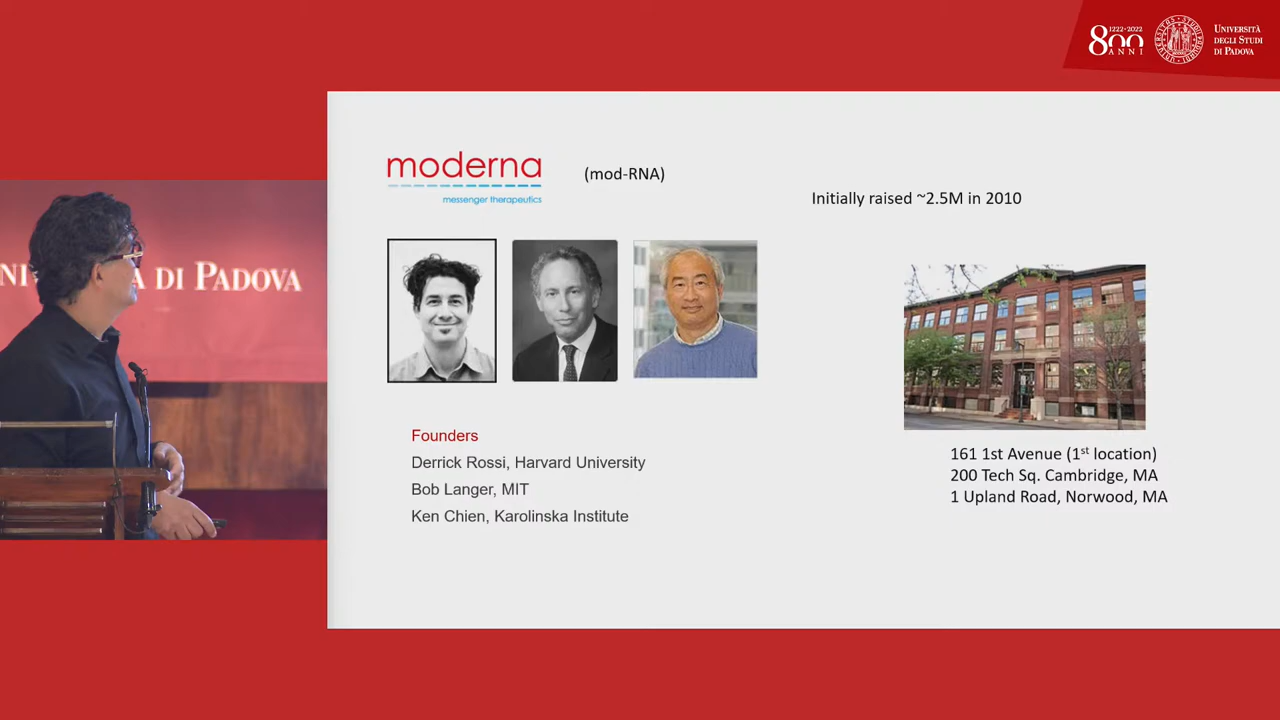 800
1222·2022
ANNI
UNIVERSITÀ
DEGLI STUDI
DI PADOVA
moderna
messenger therapeutics
(mod-RNA)
Initially raised ~2.5M in 2010
DI PADOVA
Founders
Derrick Rossi, Harvard University
Bob Langer, MIT
Ken Chien, Karolinska Institute
161 1st Avenue (1st location)
200 Tech Sq. Cambridge, MA
1 Upland Road, Norwood, MA